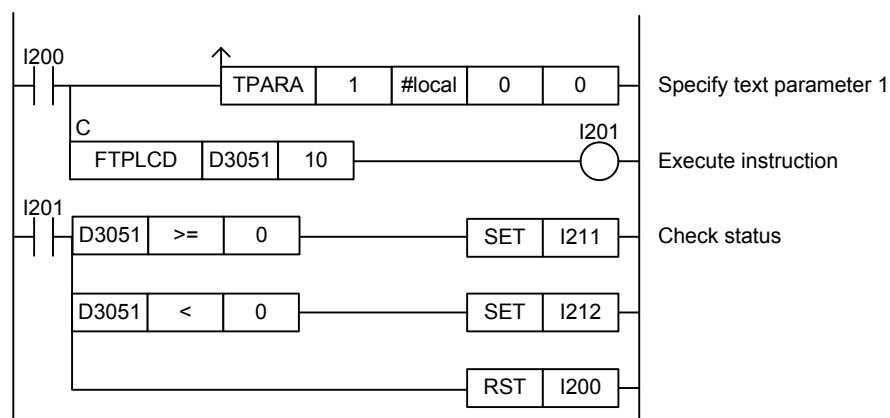 I200
TPARA 1 #local 0 0 Specify text parameter 1
C I201
FTPLCD D3051 10 Execute instruction
I201
D3051 >= 0 SET I211 Check status
D3051 < 0 SET I212
RST I200